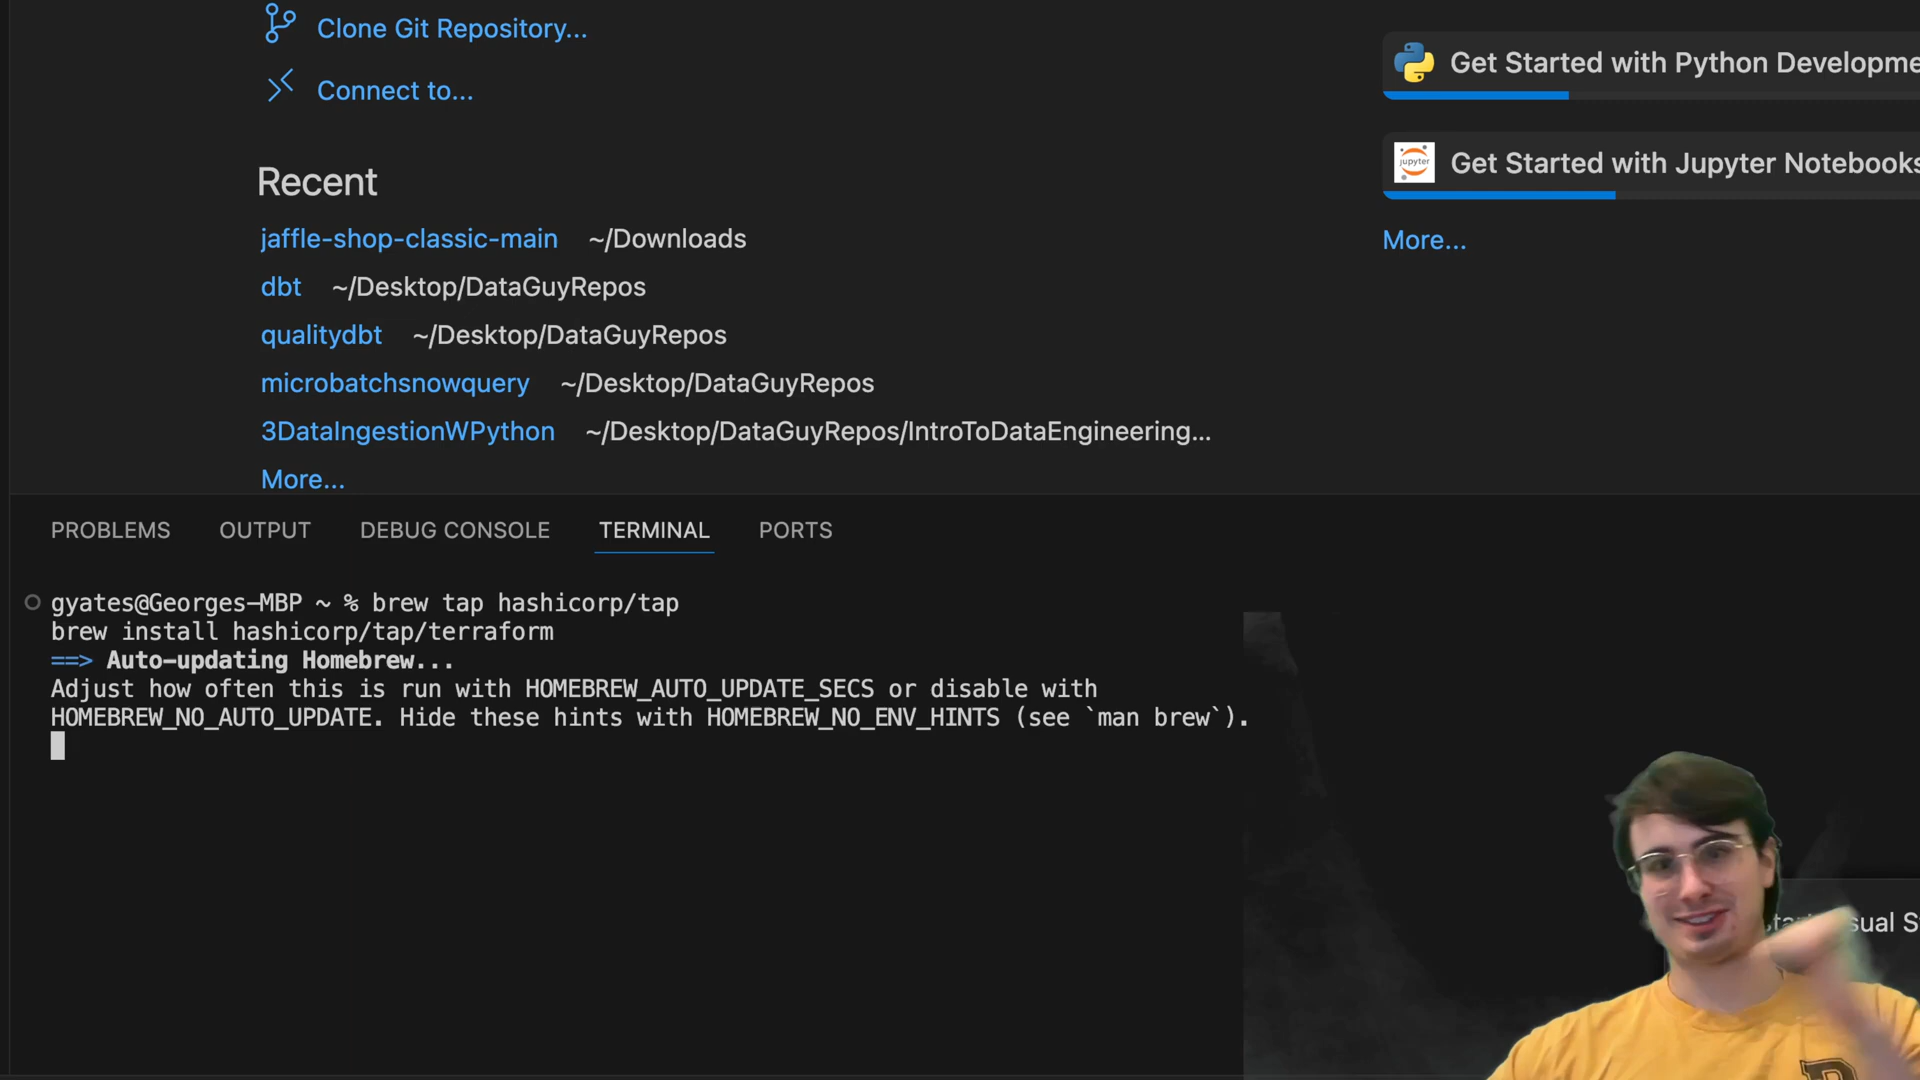 Clone Git Repository...
Connect to...
Recent
jaffle-shop-classic-main ~/Downloads
dbt ~/Desktop/DataGuyRepos
qualitydbt ~/Desktop/DataGuyRepos
microbatchsnowquery ~/Desktop/DataGuyRepos
3DataIngestionWPython ~/Desktop/DataGuyRepos/IntroToDataEngineering...
More...
Get Started with Python Developme
jupyter
Get Started with Jupyter Notebooks
More...
PROBLEMS OUTPUT DEBUG CONSOLE TERMINAL PORTS
gyates@Georges-MBP ~ % brew tap hashicorp/tap
brew install hashicorp/tap/terraform
==> Auto-updating Homebrew...
Adjust how often this is run with HOMEBREW_AUTO_UPDATE_SECS or disable with
HOMEBREW_NO_AUTO_UPDATE. Hide these hints with HOMEBREW_NO_ENV_HINTS (see `man brew`).